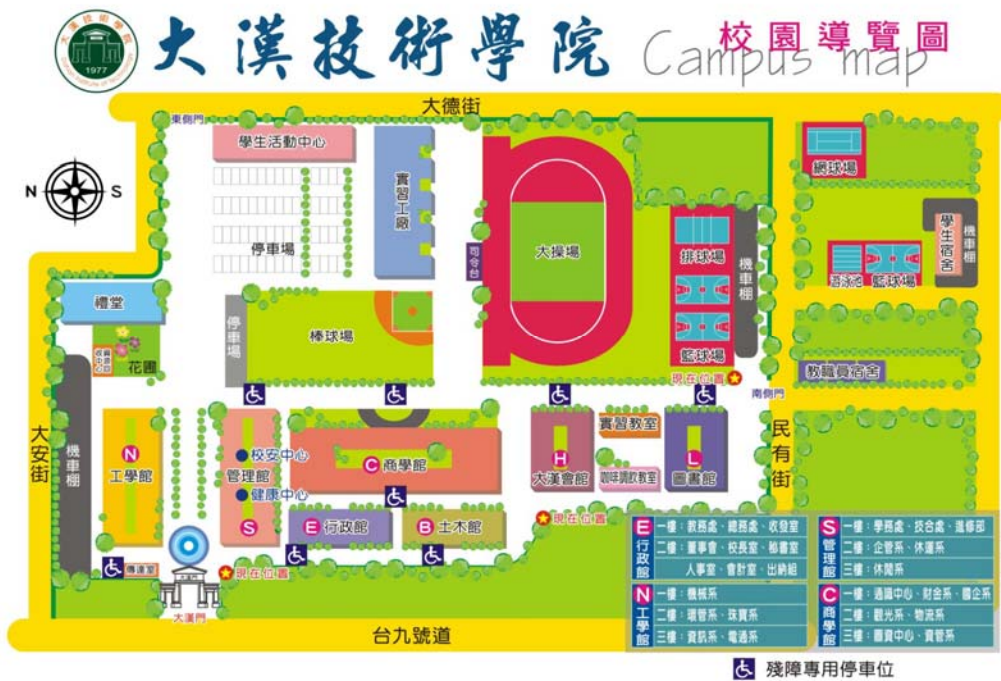 大漢技術學院
1977
校園導覽圖
Campus map
大德街
東側門
學生活動中心
實習工廠
停車場
司令台
大操場
排球場
籃球場
機車棚
網球場
學生宿舍
機車棚
游泳池
籃球場
N
S
禮堂
花圃
停車場
棒球場
現在位置
南側門
教職員宿舍
大安街
機車棚
N
工學館
校安中心
管理館
健康中心
S
C 商學館
E 行政館
B 土木館
H
大漢會館
實習教室
咖啡調飲教室
L
圖書館
民有街
現在位置
傳達室
大漢門
大漢門
現在位置
台九號道
E
行政館
一樓：教務處、總務處、收發室
二樓：董事會、校長室、秘書室
人事室、會計室、出納組
S
管理館
一樓：學務處、技合處、進修部
二樓：企管系、休運系
三樓：休閒系
N
工學館
一樓：機械系
二樓：環管系、珠寶系
三樓：資訊系、電通系
C
商學館
一樓：通識中心、財金系、國企系
二樓：觀光系、物流系
三樓：圖資中心、資管系
殘障專用停車位